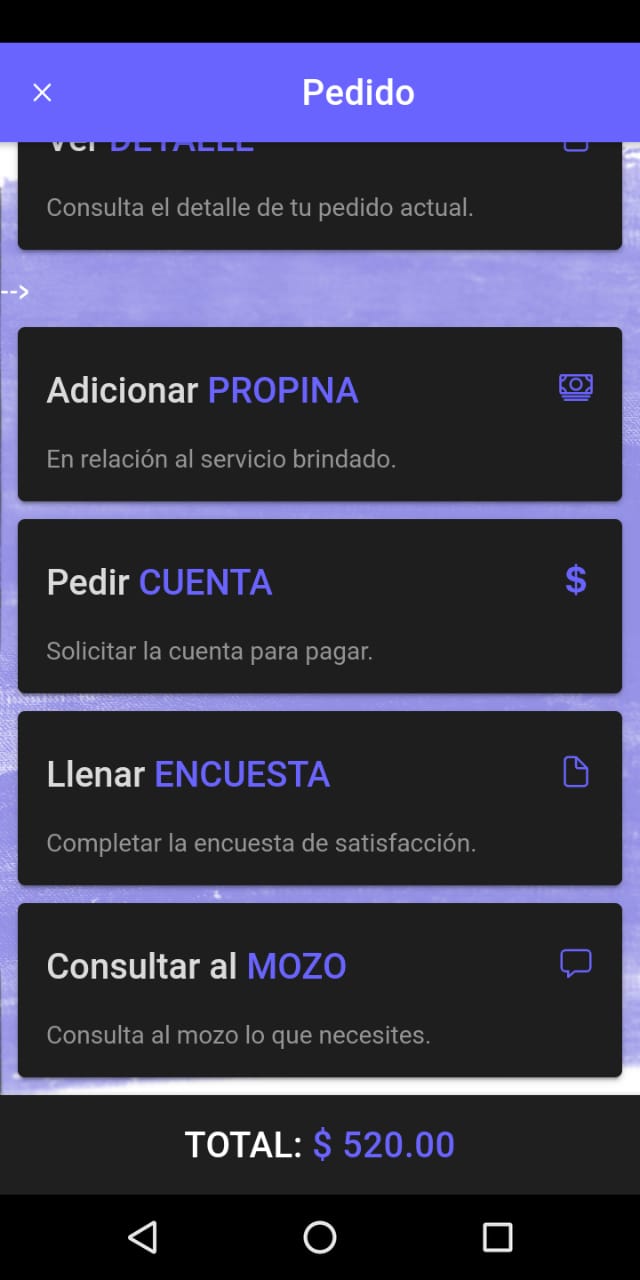 Pedido
Ver DETALLE
Consulta el detalle de tu pedido actual.
-->
Adicionar PROPINA
En relación al servicio brindado.
Pedir CUENTA
$
Solicitar la cuenta para pagar.
Llenar ENCUESTA
Completar la encuesta de satisfacción.
Consultar al MOZO
Consulta al mozo lo que necesites.
TOTAL: $ 520.00